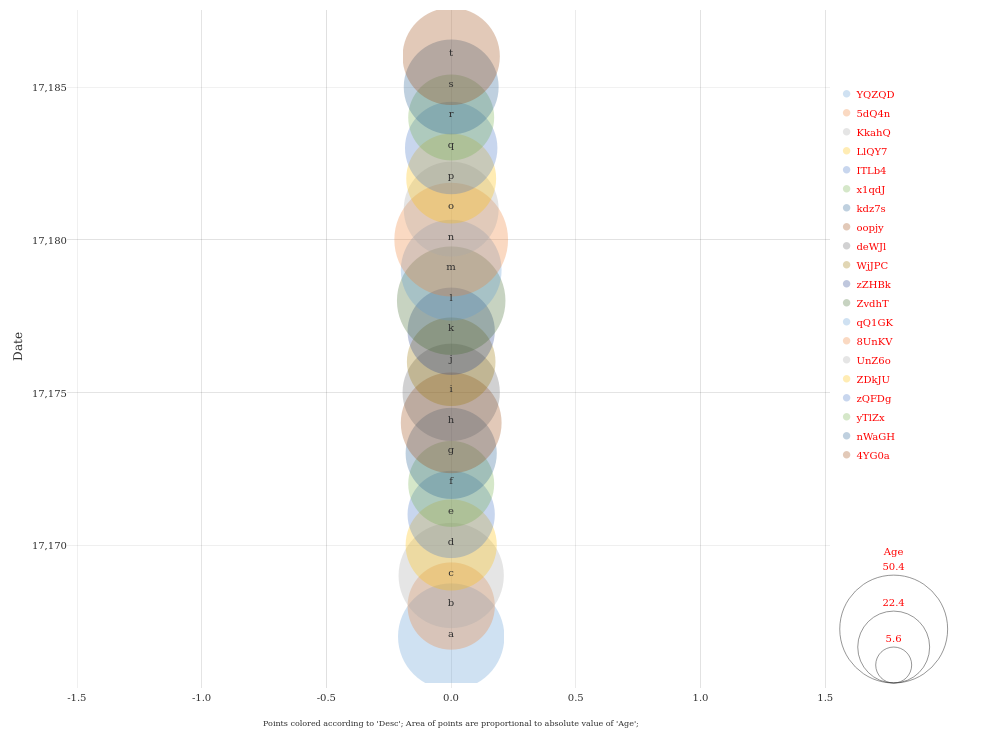 t
17,185
s
r
q
p
o
17,180
n
m
l
k
j
17,175
i
h
g
f
e
17,170
d
c
b
a
Date
-1.5
-1.0
-0.5
0.0
0.5
1.0
1.5
Points colored according to 'Desc'; Area of points are proportional to absolute value of 'Age';
YQZQD
5dQ4n
KkahQ
LlQY7
ITLb4
x1qdJ
kdz7s
oopjy
deWJl
WjJPC
zZHBk
ZvdhT
qQ1GK
8UnKV
UnZ6o
ZDkJU
zQFDg
yTlZx
nWaGH
4YG0a
Age
50.4
22.4
5.6